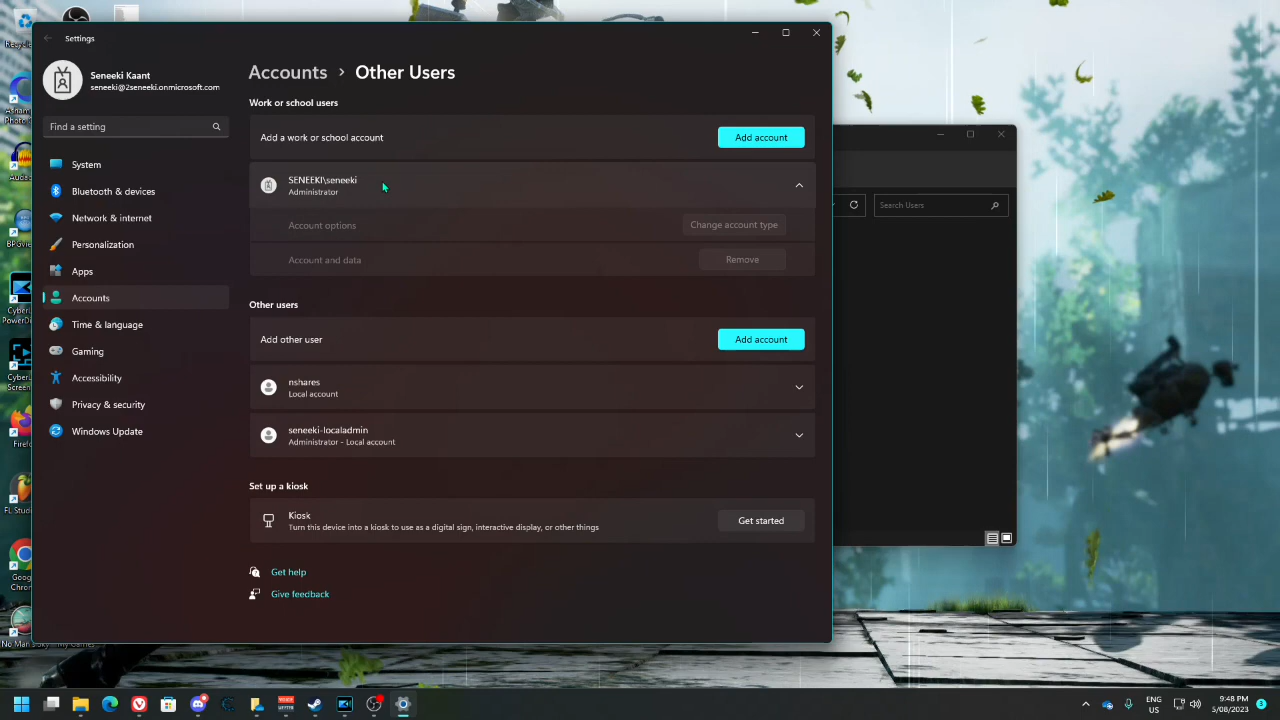 Settings
Seneeki Kaant
seneeki@2seneeki.onmicrosoft.com
Find a setting
System
Bluetooth & devices
Network & internet
Personalization
Apps
Accounts
Time & language
Gaming
Accessibility
Privacy & security
Windows Update
Accounts > Other Users
Work or school users
Add a work or school account
Add account
SENEEKI\seneeki
Administrator
Account options
Change account type
Account and data
Remove
Other users
Add other user
Add account
nshares
Local account
seneeki-localadmin
Administrator - Local account
Set up a kiosk
Kiosk
Turn this device into a kiosk to use as a digital sign, interactive display, or other things
Get started
Get help
Give feedback
Search Users
ENG
US
9:48 PM
5/08/2023
3